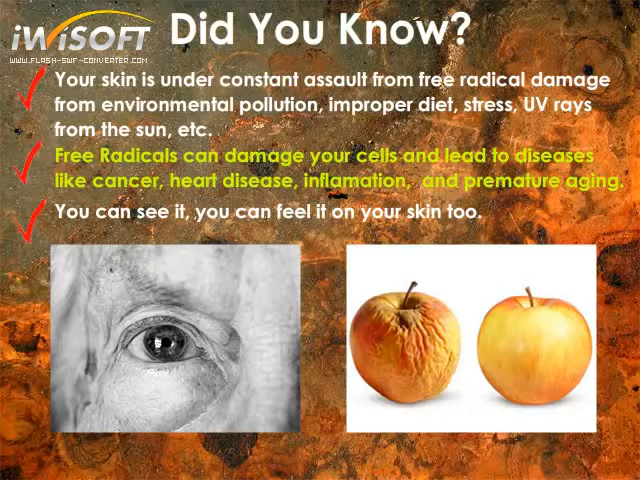 iWiSOFT
WWW.FLASH-SWF-CONVERTER.COM
Did You Know?
Your skin is under constant assault from free radical damage
from environmental pollution, improper diet, stress, UV rays
from the sun, etc.
Free Radicals can damage your cells and lead to diseases
like cancer, heart disease, inflamation,  and premature aging.
You can see it, you can feel it on your skin too.